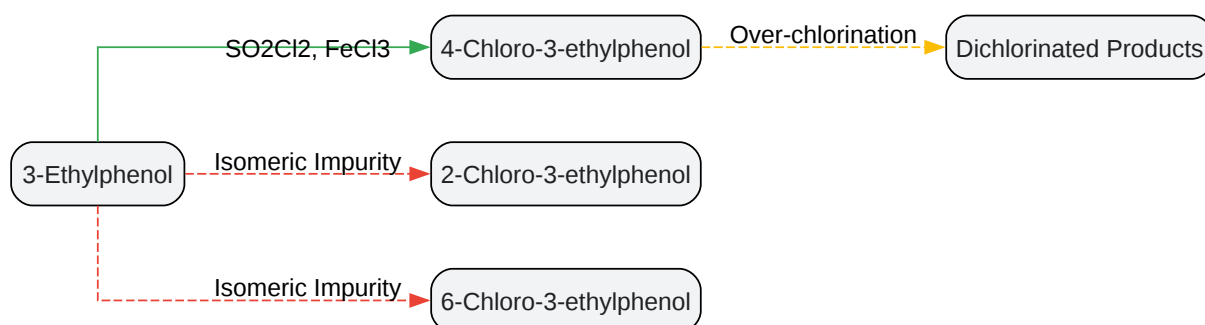 SO2Cl2, FeCl3
4-Chloro-3-ethylphenol
Over-chlorination
Dichlorinated Products
3-Ethylphenol
Isomeric Impurity
2-Chloro-3-ethylphenol
Isomeric Impurity
6-Chloro-3-ethylphenol